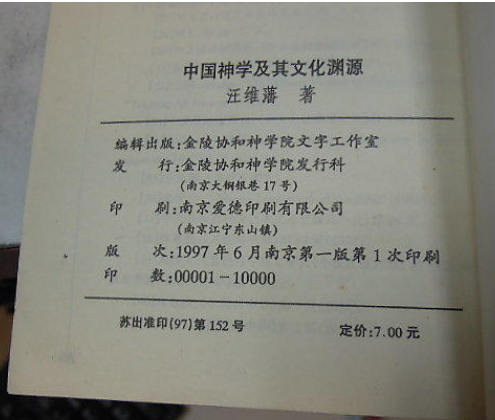 中国神学及其文化渊源
汪维藩 著
编辑出版:金陵协和神学院文字工作室
发 行:金陵协和神学院发行科
(南京大铜银巷17号)
印 刷:南京爱德印刷有限公司
(南京江宁东山镇)
版 次:1997年6月南京第一版第1次印刷
印 数:00001-10000
苏出准印(97)第152号 定价:7.00元